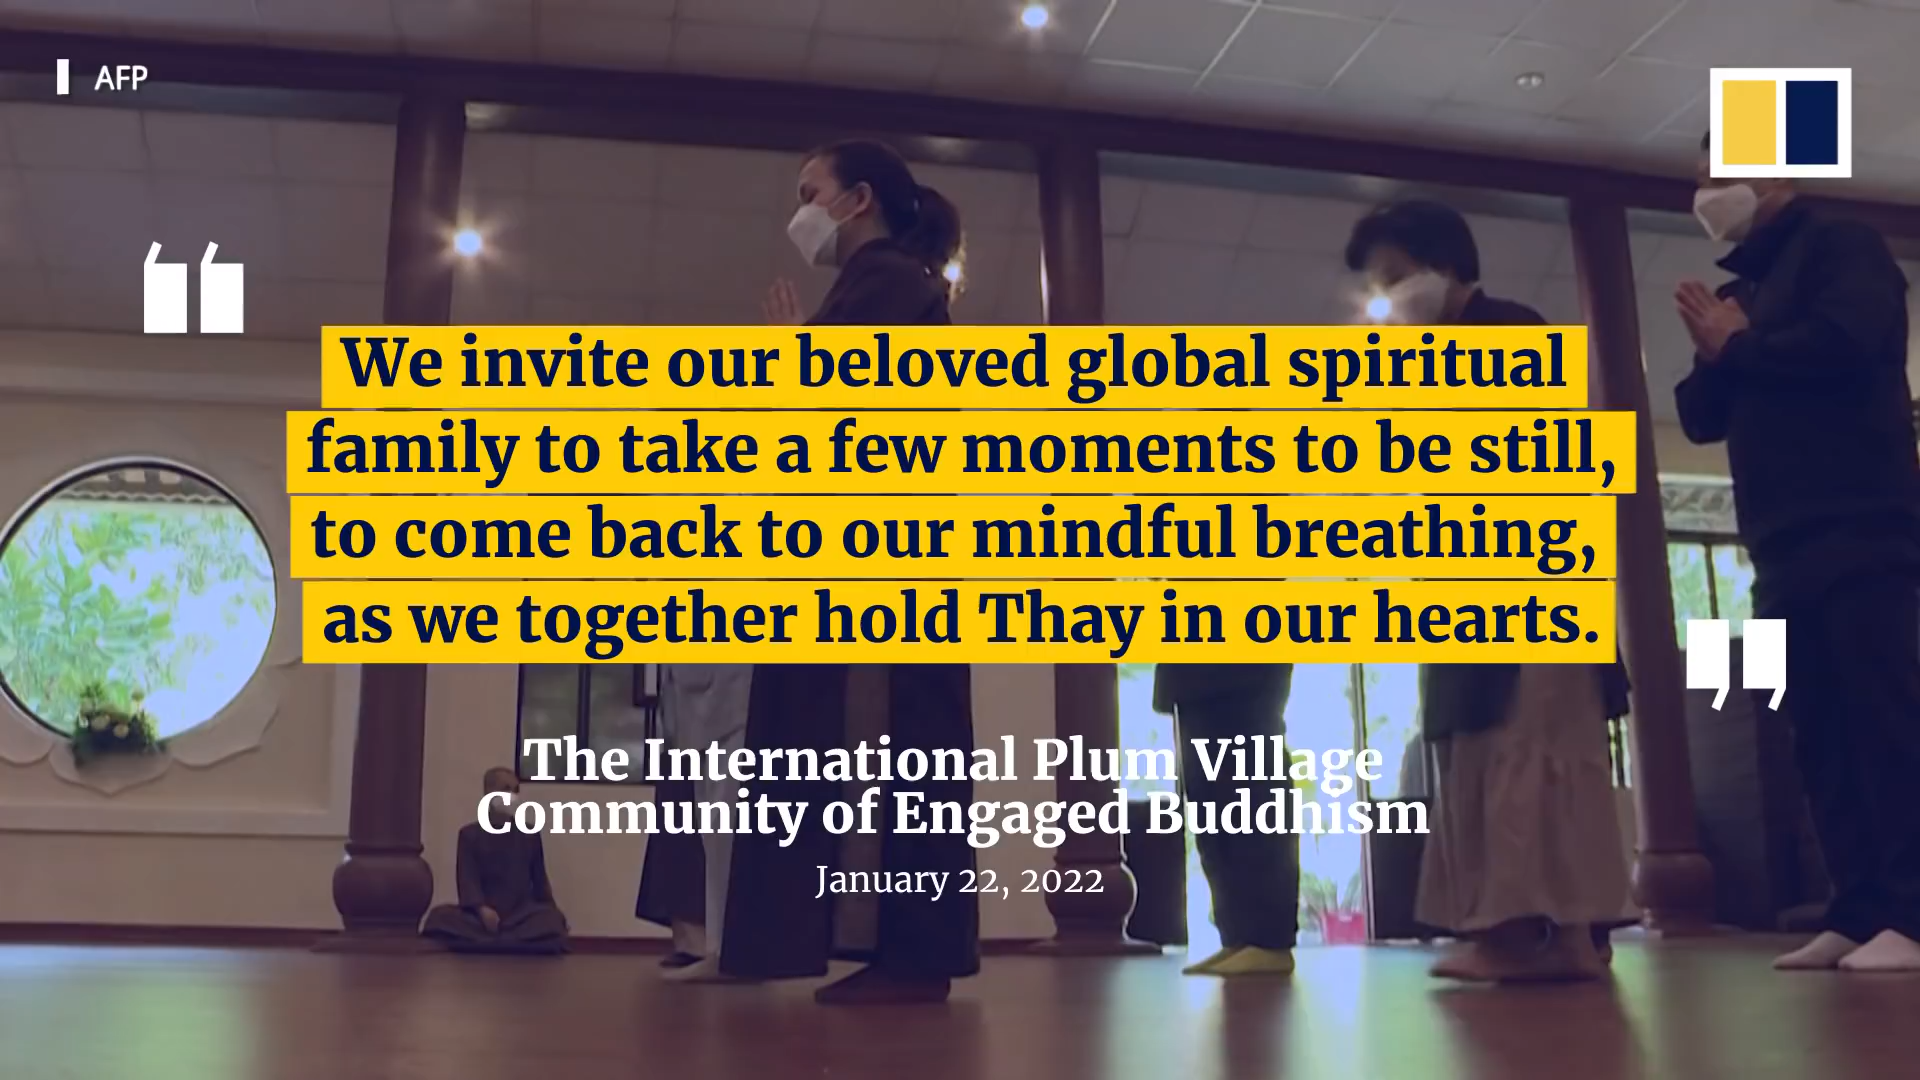 AFP
We invite our beloved global spiritual
family to take a few moments to be still,
to come back to our mindful breathing,
as we together hold Thay in our hearts.
The International Plum Village
Community of Engaged Buddhism
January 22, 2022